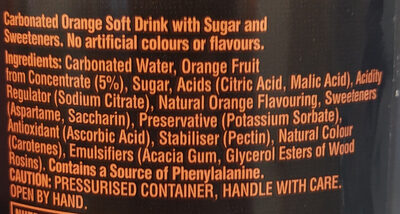 Carbonated Orange Soft Drink with Sugar and
Sweeteners. No artificial colours or flavours.
Ingredients: Carbonated Water, Orange Fruit
from Concentrate (5%), Sugar, Acids (Citric Acid, Malic Acid), Acidity
Regulator (Sodium Citrate), Natural Orange Flavouring, Sweeteners
(Aspartame, Saccharin), Preservative (Potassium Sorbate),
Antioxidant (Ascorbic Acid), Stabiliser (Pectin), Natural Colour
(Carotenes), Emulsifiers (Acacia Gum, Glycerol Esters of Wood
Rosins). Contains a Source of Phenylalanine.
CAUTION: PRESSURISED CONTAINER, HANDLE WITH CARE.
OPEN BY HAND.